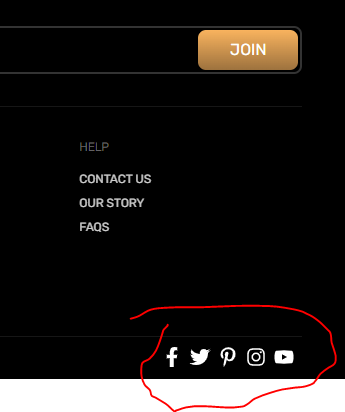 JOIN
HELP
CONTACT US
OUR STORY
FAQS